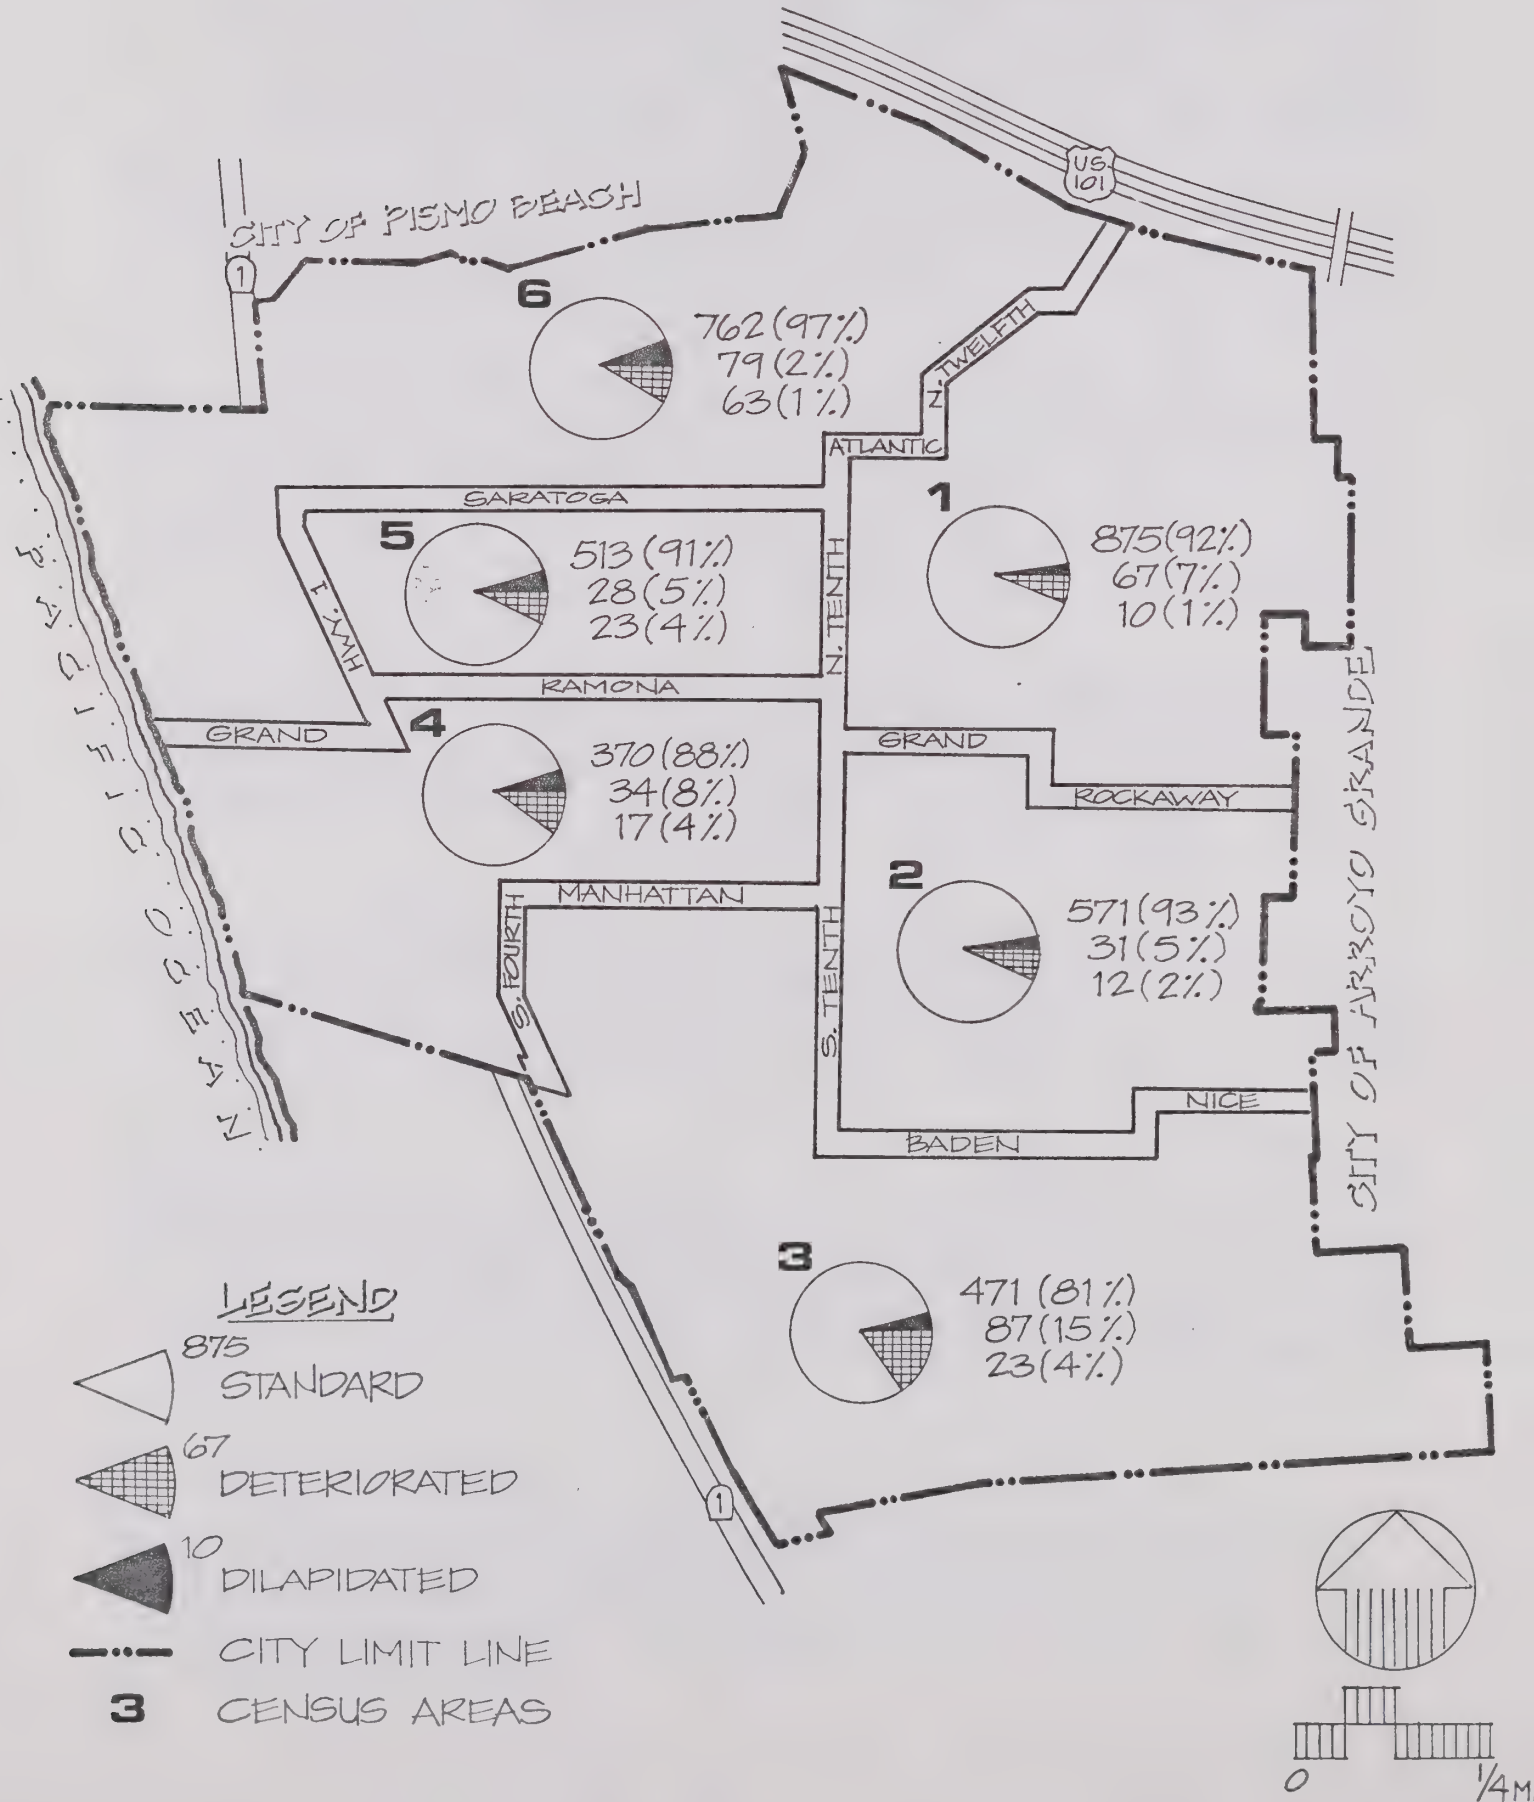 US
101
CITY OF PISMO BEACH
1
6
762 (97%)
79 (2%)
63 (1%)
N. TWELFTH
ATLANTIC
SARATOGA
5
513 (91%)
28 (5%)
23 (4%)
HWY. 1
N. TENTH
1
875 (92%)
67 (7%)
10 (1%)
RAMONA
PACIFIC OCEAN
GRAND
4
370 (88%)
34 (8%)
17 (4%)
GRAND
ROCKAWAY
CITY OF ARROYO GRANDE
MANHATTAN
S. FOURTH
S. TENTH
2
571 (93%)
31 (5%)
12 (2%)
NICE
BADEN
3
471 (81%)
87 (15%)
23 (4%)
1
LEGEND
875
STANDARD
67
DETERIORATED
10
DILAPIDATED
CITY LIMIT LINE
3 CENSUS AREAS
0 1/4 M